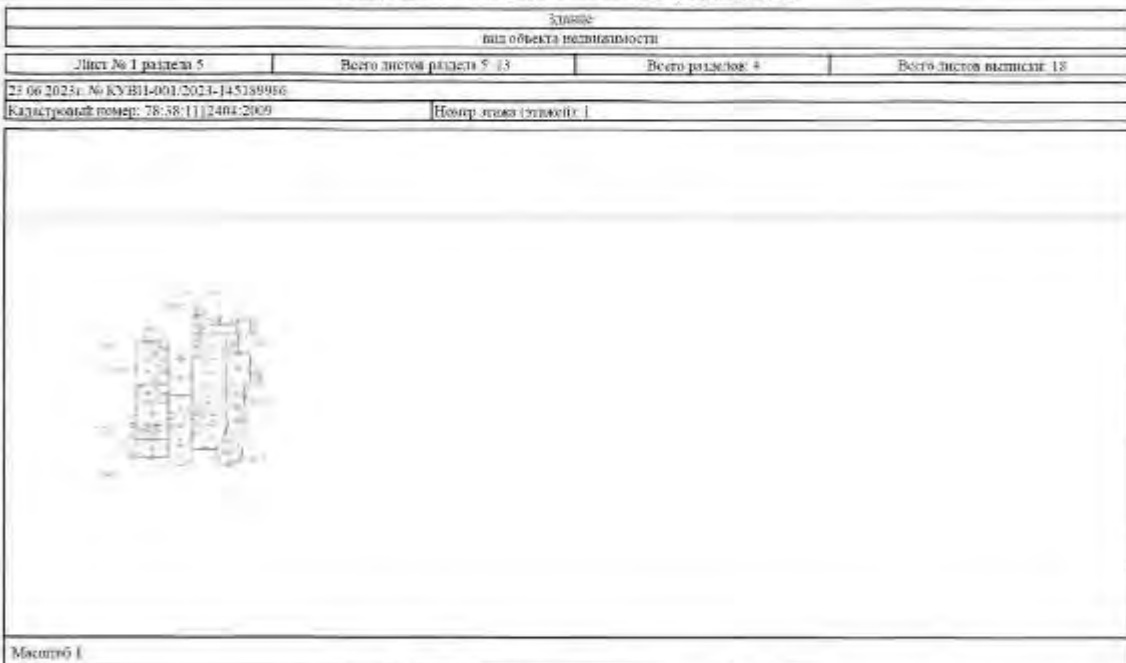 Здание
вид объекта недвижимости
Лист № 1 раздела 5 Всего листов раздела 5: 13 Всего разделов: 4 Всего листов выписки: 18
23.06.2023г. № КУВИ-001/2023-145189986
Кадастровый номер: 78:38:1112404:2009 Номер этажа (этажей): 1
Масштаб 1